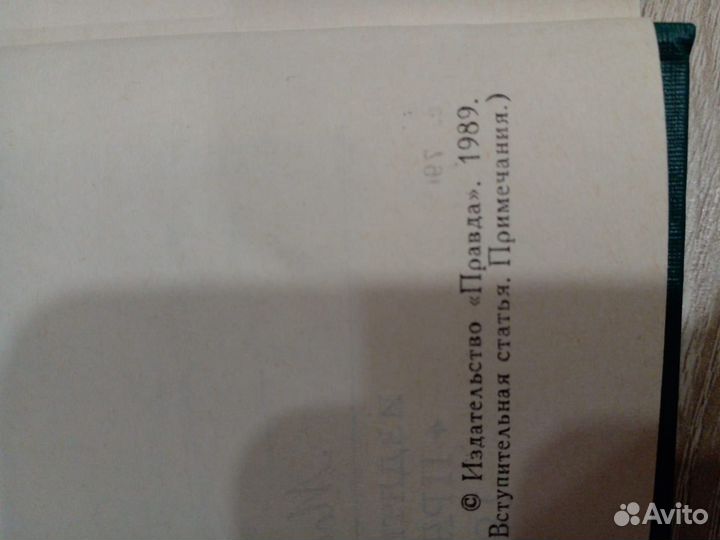 © Издательство «Правда». 1989.
Вступительная статья. Примечания.)
Avito